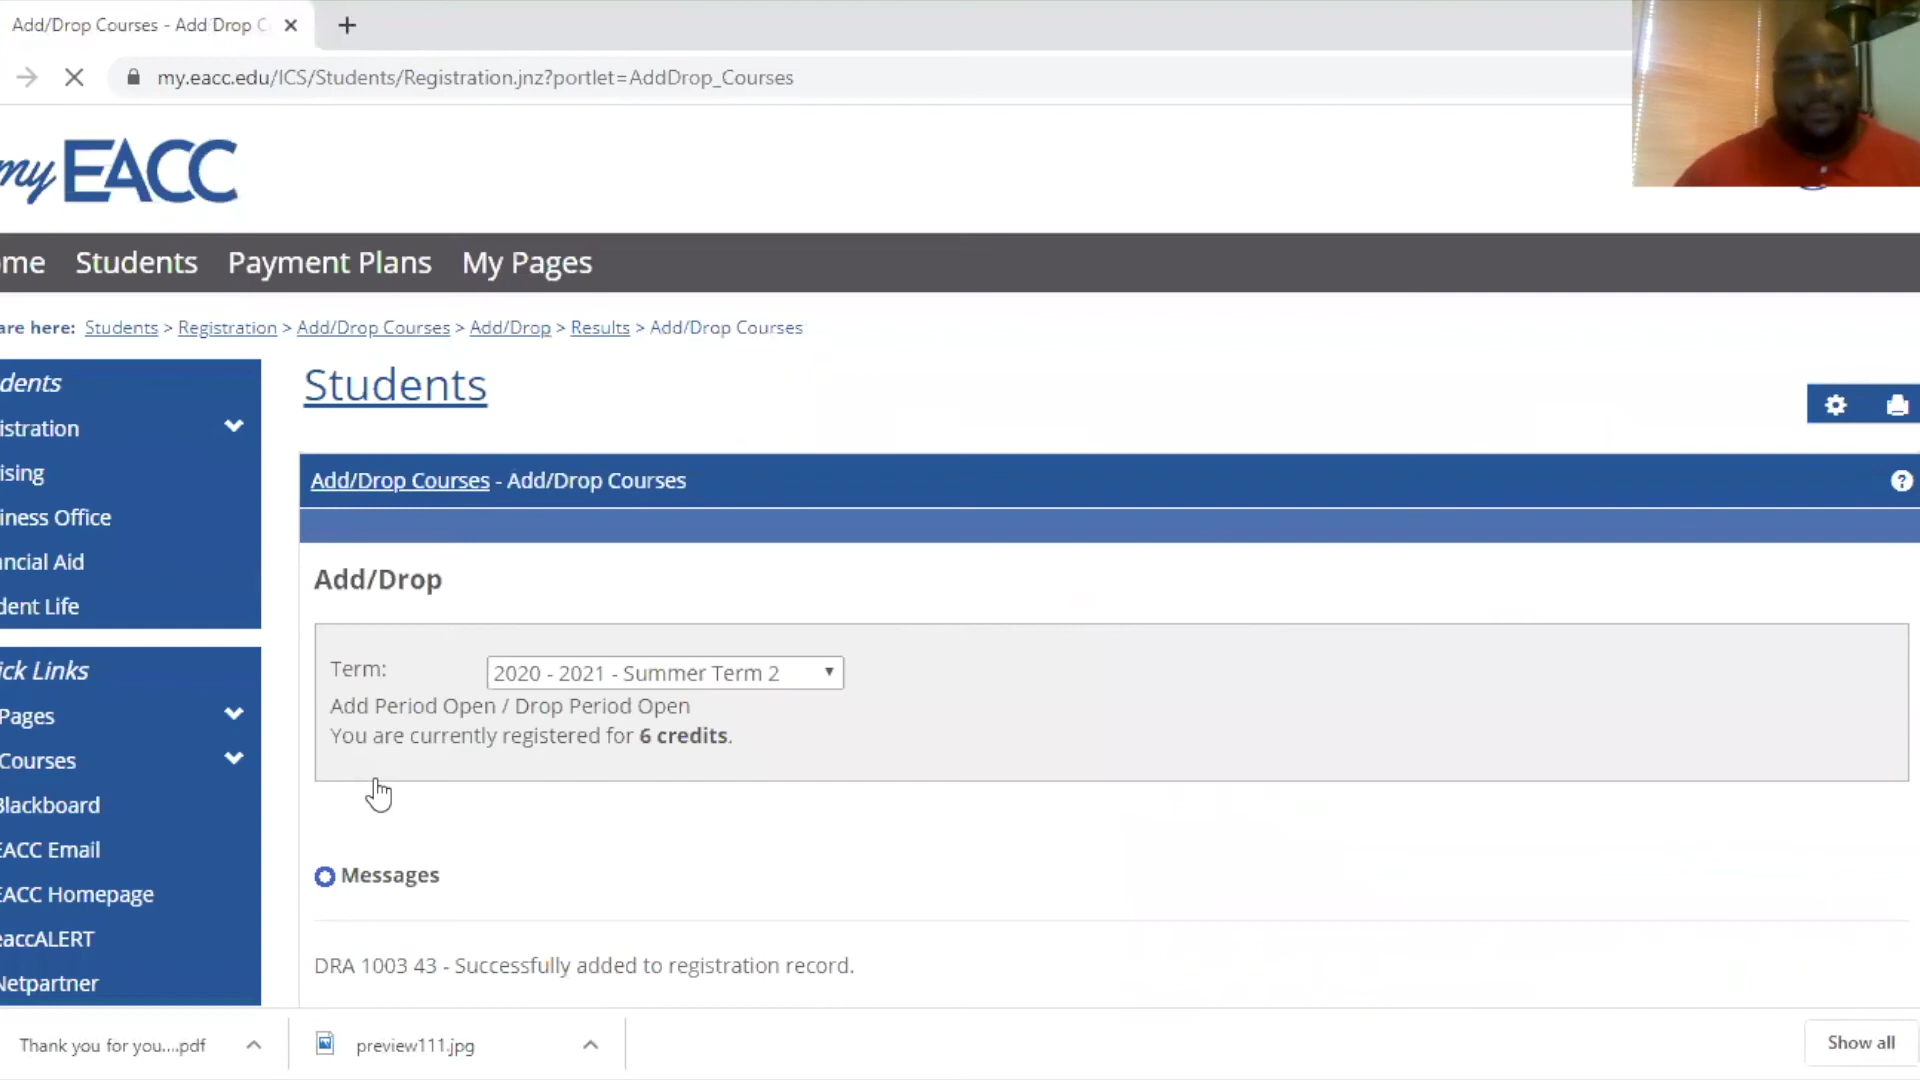 Add/Drop Courses - Add Drop C
my.eacc.edu/ICS/Students/Registration.jnz?portlet=AddDrop_Courses
my EACC
ome Students Payment Plans My Pages
are here: Students > Registration > Add/Drop Courses > Add/Drop > Results > Add/Drop Courses
dents
istration
ising
iness Office
ncial Aid
dent Life
ick Links
Pages
Courses
Blackboard
EACC Email
EACC Homepage
eaccALERT
Netpartner
Students
Add/Drop Courses - Add/Drop Courses
Add/Drop
Term: 2020 - 2021 - Summer Term 2
Add Period Open / Drop Period Open
You are currently registered for 6 credits.
Messages
DRA 1003 43 - Successfully added to registration record.
Thank you for you....pdf
preview111.jpg
Show all